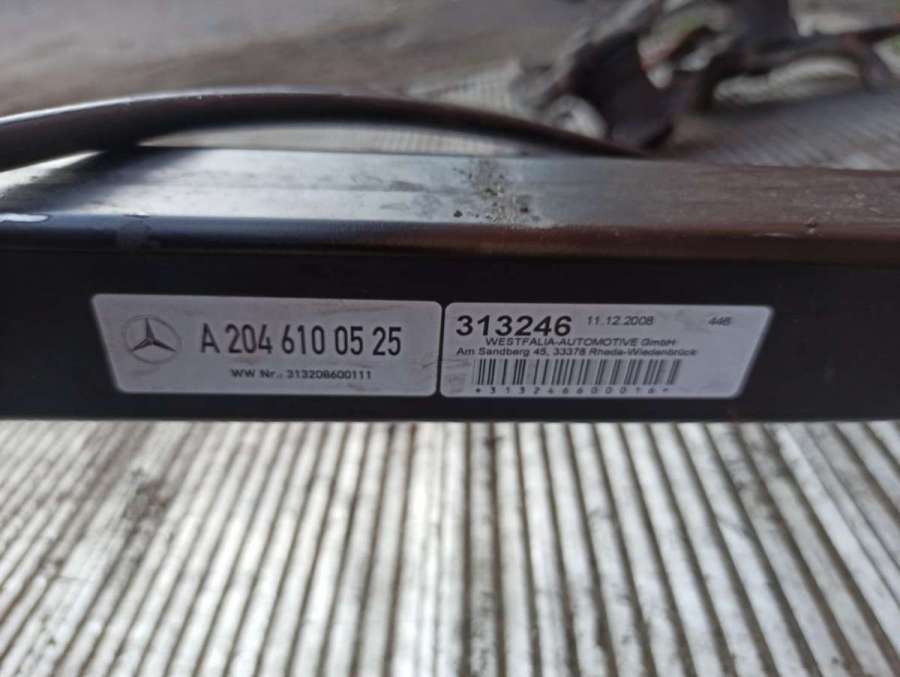 A 204 610 05 25
WW Nr.: 313208600111
313246 11.12.2008 446
WESTFALIA-AUTOMOTIVE GmbH
Am Sandberg 45, 33378 Rheda-Wiedenbrück
*313246600016*